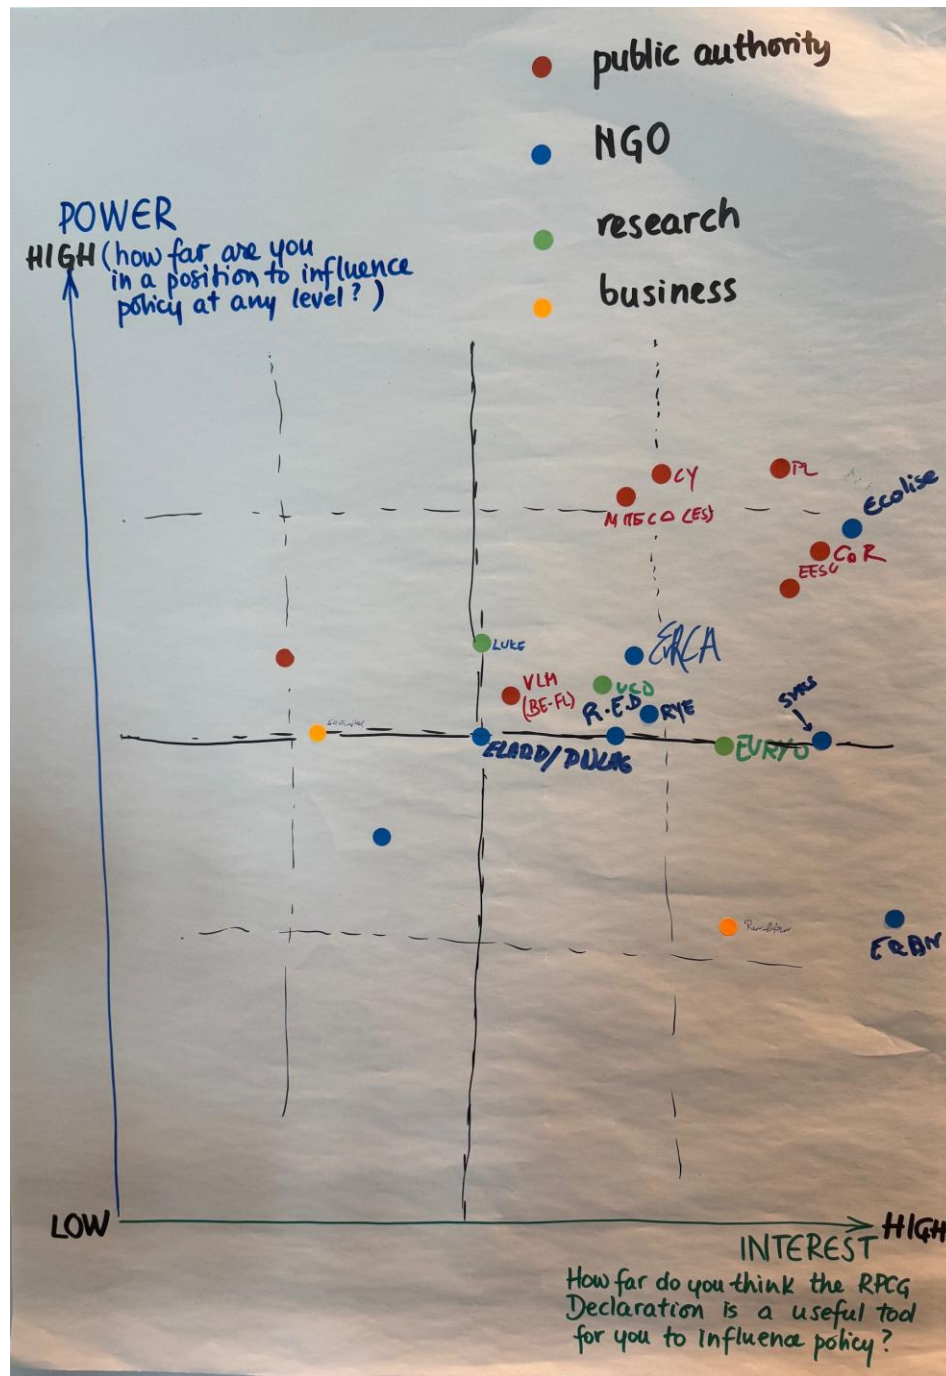 public authority
NGO
research
business
POWER
HIGH (how far are you
in a position to influence
policy at any level?)
CY
PL
MITECO (ES)
Ecolise
CoR
EESC
LUKE
ERCA
VLM
(BE-FL)
UCD
R.E.D
RYE
SVRS
ELARD/
EURYO
ERBN
LOW
HIGH
INTEREST
How far do you think the RPCG
Declaration is a useful tool
for you to influence policy?